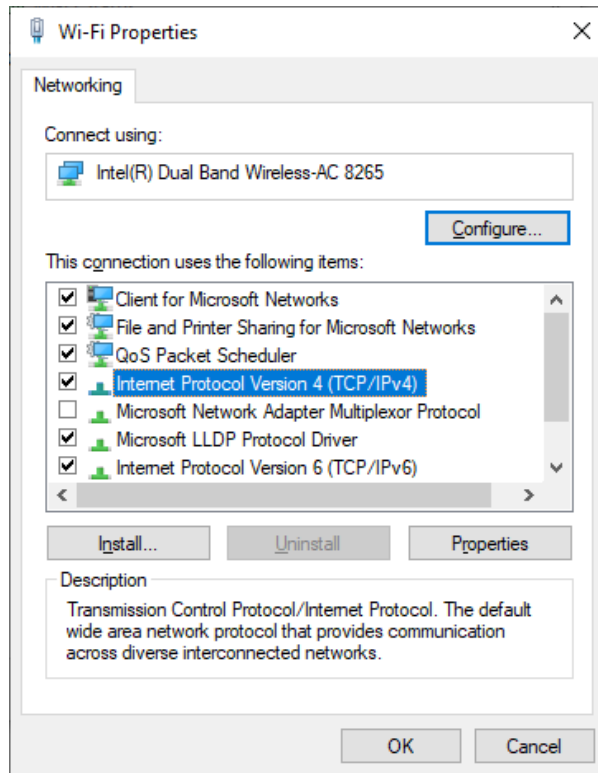 Wi-Fi Properties
Networking
Connect using:
Intel(R) Dual Band Wireless-AC 8265
Configure...
This connection uses the following items:
Client for Microsoft Networks
File and Printer Sharing for Microsoft Networks
QoS Packet Scheduler
Internet Protocol Version 4 (TCP/IPv4)
Microsoft Network Adapter Multiplexor Protocol
Microsoft LLDP Protocol Driver
Internet Protocol Version 6 (TCP/IPv6)
Install... Uninstall Properties
Description
Transmission Control Protocol/Internet Protocol. The default
wide area network protocol that provides communication
across diverse interconnected networks.
OK Cancel